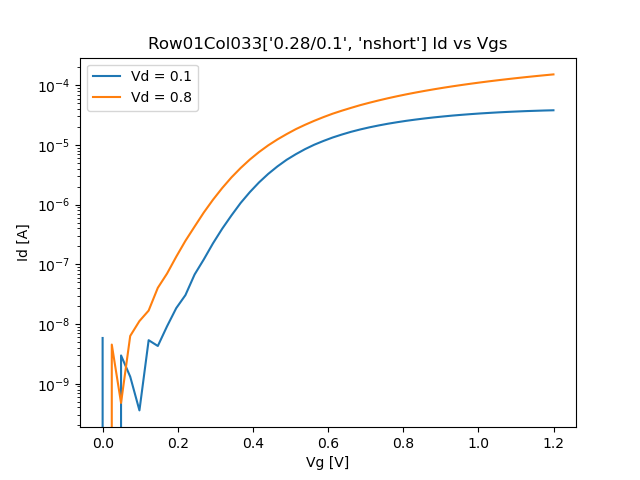 Row01Col033['0.28/0.1', 'nshort'] Id vs Vgs
Vd = 0.1
Vd = 0.8
10⁻⁴
10⁻⁵
10⁻⁶
10⁻⁷
10⁻⁸
10⁻⁹
Id [A]
0.0 0.2 0.4 0.6 0.8 1.0 1.2
Vg [V]